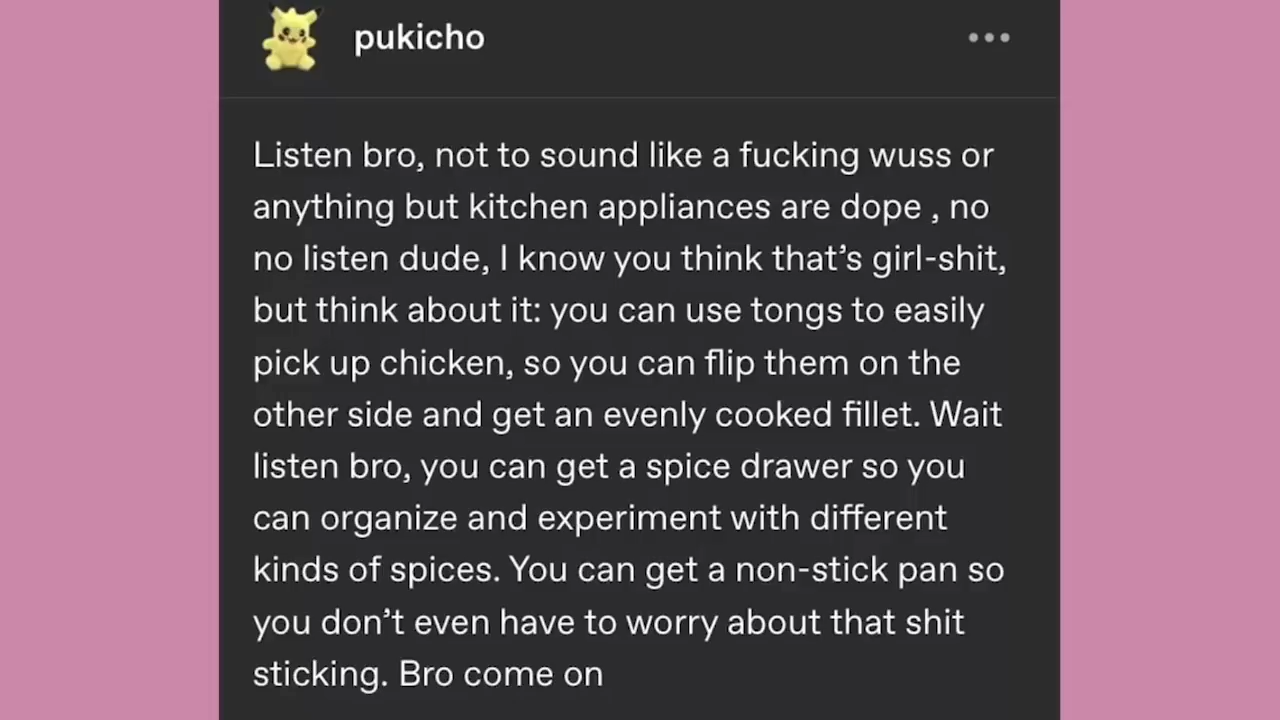 pukicho
Listen bro, not to sound like a fucking wuss or
anything but kitchen appliances are dope , no
no listen dude, I know you think that’s girl-shit,
but think about it: you can use tongs to easily
pick up chicken, so you can flip them on the
other side and get an evenly cooked fillet. Wait
listen bro, you can get a spice drawer so you
can organize and experiment with different
kinds of spices. You can get a non-stick pan so
you don’t even have to worry about that shit
sticking. Bro come on